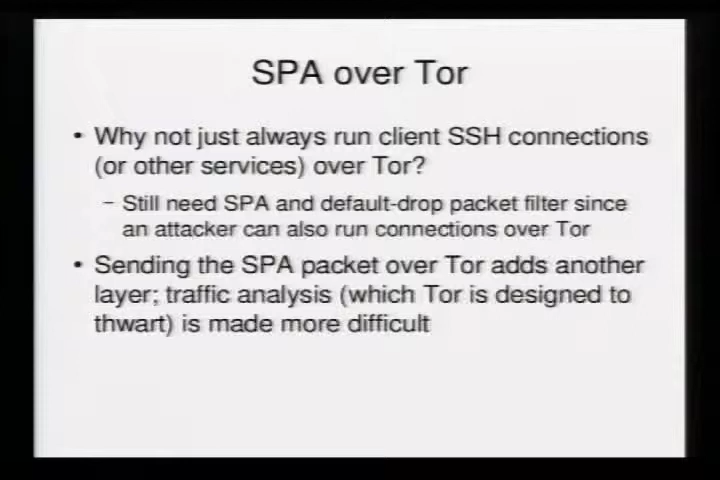 SPA over Tor
• Why not just always run client SSH connections
(or other services) over Tor?
– Still need SPA and default-drop packet filter since
an attacker can also run connections over Tor
• Sending the SPA packet over Tor adds another
layer; traffic analysis (which Tor is designed to
thwart) is made more difficult